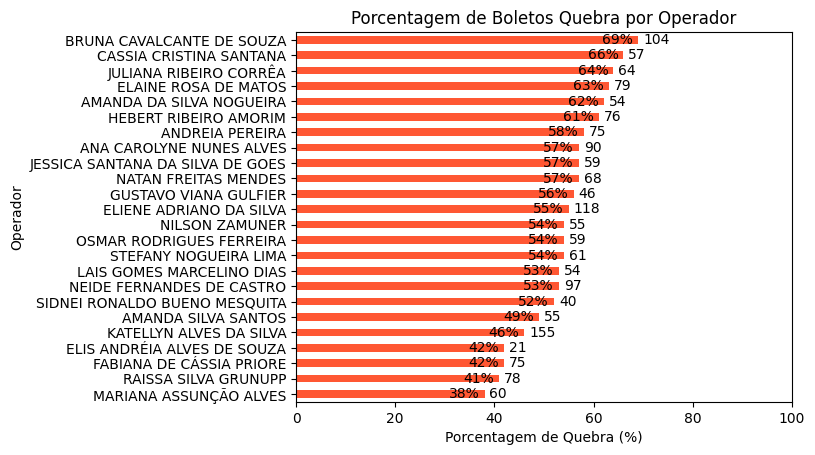 Porcentagem de Boletos Quebra por Operador
BRUNA CAVALCANTE DE SOUZA 69% 104
CASSIA CRISTINA SANTANA 66% 57
JULIANA RIBEIRO CORRÊA 64% 64
ELAINE ROSA DE MATOS 63% 79
AMANDA DA SILVA NOGUEIRA 62% 54
HEBERT RIBEIRO AMORIM 61% 76
ANDREIA PEREIRA 58% 75
ANA CAROLYNE NUNES ALVES 57% 90
JESSICA SANTANA DA SILVA DE GOES 57% 59
NATAN FREITAS MENDES 57% 68
GUSTAVO VIANA GULFIER 56% 46
ELIENE ADRIANO DA SILVA 55% 118
NILSON ZAMUNER 54% 55
OSMAR RODRIGUES FERREIRA 54% 59
STEFANY NOGUEIRA LIMA 54% 61
LAIS GOMES MARCELINO DIAS 53% 54
NEIDE FERNANDES DE CASTRO 53% 97
SIDNEI RONALDO BUENO MESQUITA 52% 40
AMANDA SILVA SANTOS 49% 55
KATELLYN ALVES DA SILVA 46% 155
ELIS ANDRÉIA ALVES DE SOUZA 42% 21
FABIANA DE CÁSSIA PRIORE 42% 75
RAISSA SILVA GRUNUPP 41% 78
MARIANA ASSUNÇÃO ALVES 38% 60
Operador
0 20 40 60 80 100
Porcentagem de Quebra (%)